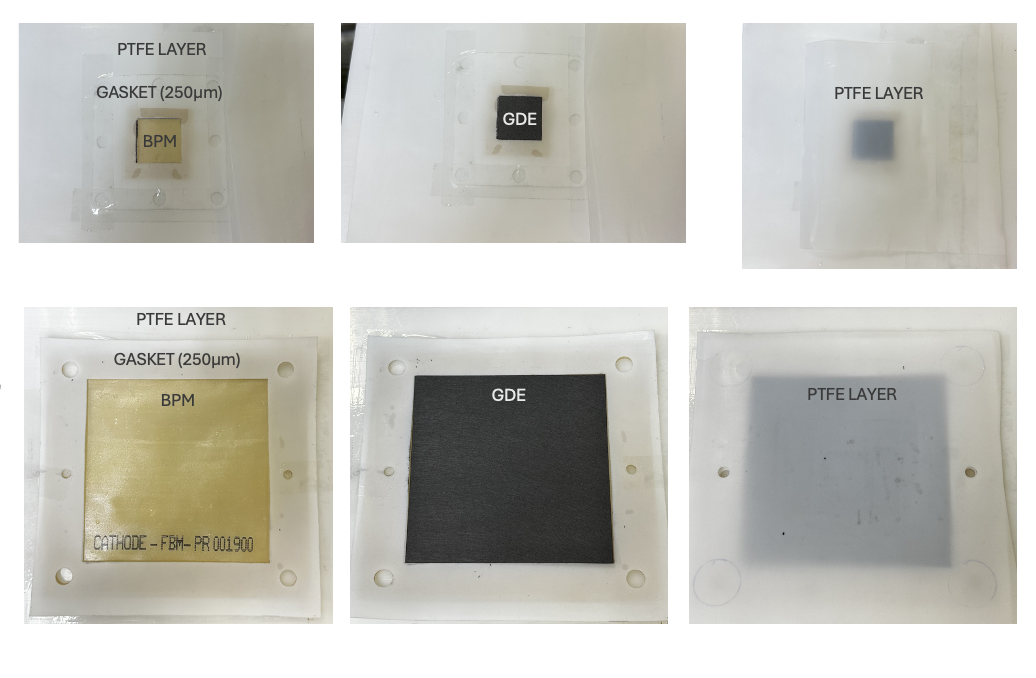 PTFE LAYER
GASKET (250μm)
BPM
GDE
PTFE LAYER
PTFE LAYER
GASKET (250μm)
BPM
CATHODE - FBM- PR 001900
GDE
PTFE LAYER